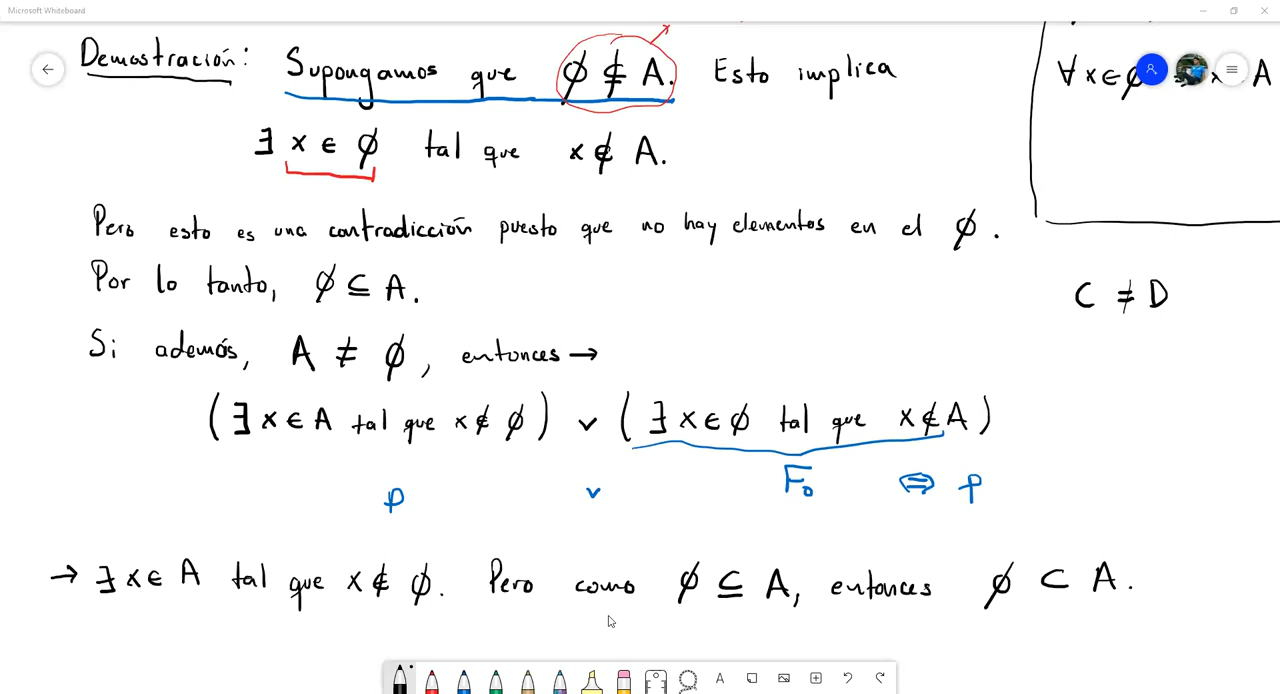 Microsoft Whiteboard
Demostración: Supongamos que ∅ ⊈ A. Esto implica
∃ x ∈ ∅ tal que x ∉ A.
∀ x ∈ ∅ A
Pero esto es una contradicción puesto que no hay elementos en el ∅.
Por lo tanto, ∅ ⊆ A.
C ≠ D
Si además, A ≠ ∅, entonces →
(∃ x ∈ A tal que x ∉ ∅) ∨ (∃ x ∈ ∅ tal que x ∉ A)
p ∨ F₀ ⇔ p
→ ∃ x ∈ A tal que x ∉ ∅. Pero como ∅ ⊆ A, entonces ∅ ⊂ A.